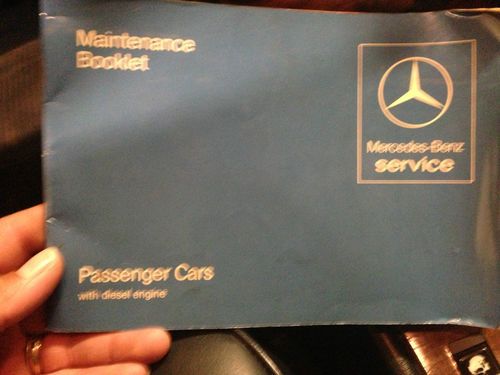 Maintenance
Booklet
Mercedes-Benz
service
Passenger Cars
with diesel engine